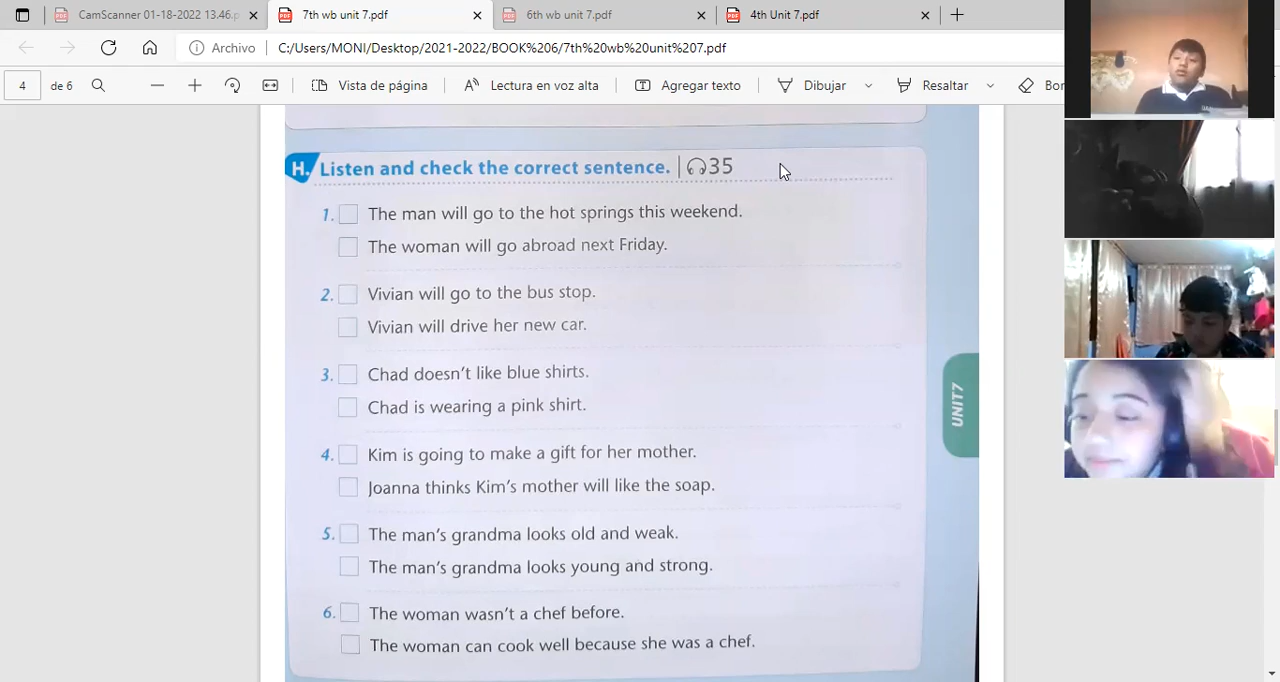 CamScanner 01-18-2022 13.46.p
7th wb unit 7.pdf
6th wb unit 7.pdf
4th Unit 7.pdf
Archivo
C:/Users/MONI/Desktop/2021-2022/BOOK%206/7th%20wb%20unit%207.pdf
4
de 6
Vista de página
Lectura en voz alta
Agregar texto
Dibujar
Resaltar
Bor
H. Listen and check the correct sentence. | 35
1. The man will go to the hot springs this weekend.
The woman will go abroad next Friday.
2. Vivian will go to the bus stop.
Vivian will drive her new car.
3. Chad doesn't like blue shirts.
Chad is wearing a pink shirt.
4. Kim is going to make a gift for her mother.
Joanna thinks Kim's mother will like the soap.
5. The man's grandma looks old and weak.
The man's grandma looks young and strong.
6. The woman wasn't a chef before.
The woman can cook well because she was a chef.
UNIT7